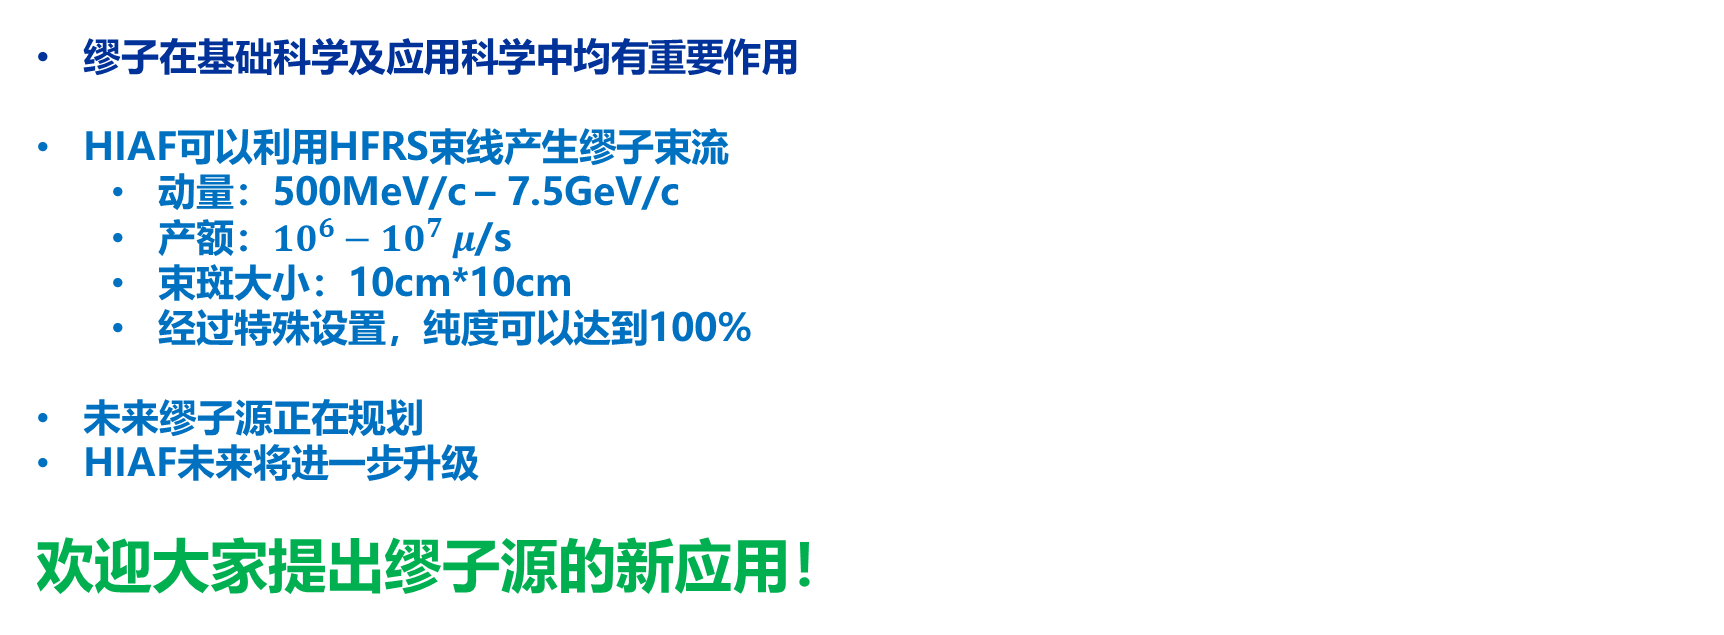 • 缪子在基础科学及应用科学中均有重要作用
• HIAF可以利用HFRS束线产生缪子束流
• 动量：500MeV/c – 7.5GeV/c
• 产额：10⁶ − 10⁷ μ/s
• 束斑大小：10cm*10cm
• 经过特殊设置，纯度可以达到100%
• 未来缪子源正在规划
• HIAF未来将进一步升级
欢迎大家提出缪子源的新应用！